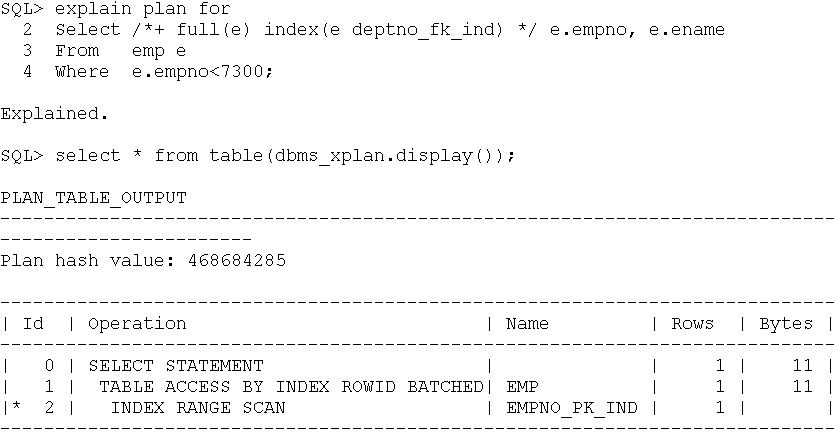 SQL> explain plan for
  2  Select /*+ full(e) index(e deptno_fk_ind) */ e.empno, e.ename
  3  From   emp e
  4  Where  e.empno<7300;

Explained.

SQL> select * from table(dbms_xplan.display());

PLAN_TABLE_OUTPUT
----------------------------------------------------------------------------
-----------------------
Plan hash value: 468684285

----------------------------------------------------------------------------
| Id  | Operation                           | Name         | Rows  | Bytes |
----------------------------------------------------------------------------
|   0 | SELECT STATEMENT                    |              |     1 |    11 |
|   1 |  TABLE ACCESS BY INDEX ROWID BATCHED| EMP          |     1 |    11 |
|*  2 |   INDEX RANGE SCAN                  | EMPNO_PK_IND |     1 |       |
----------------------------------------------------------------------------